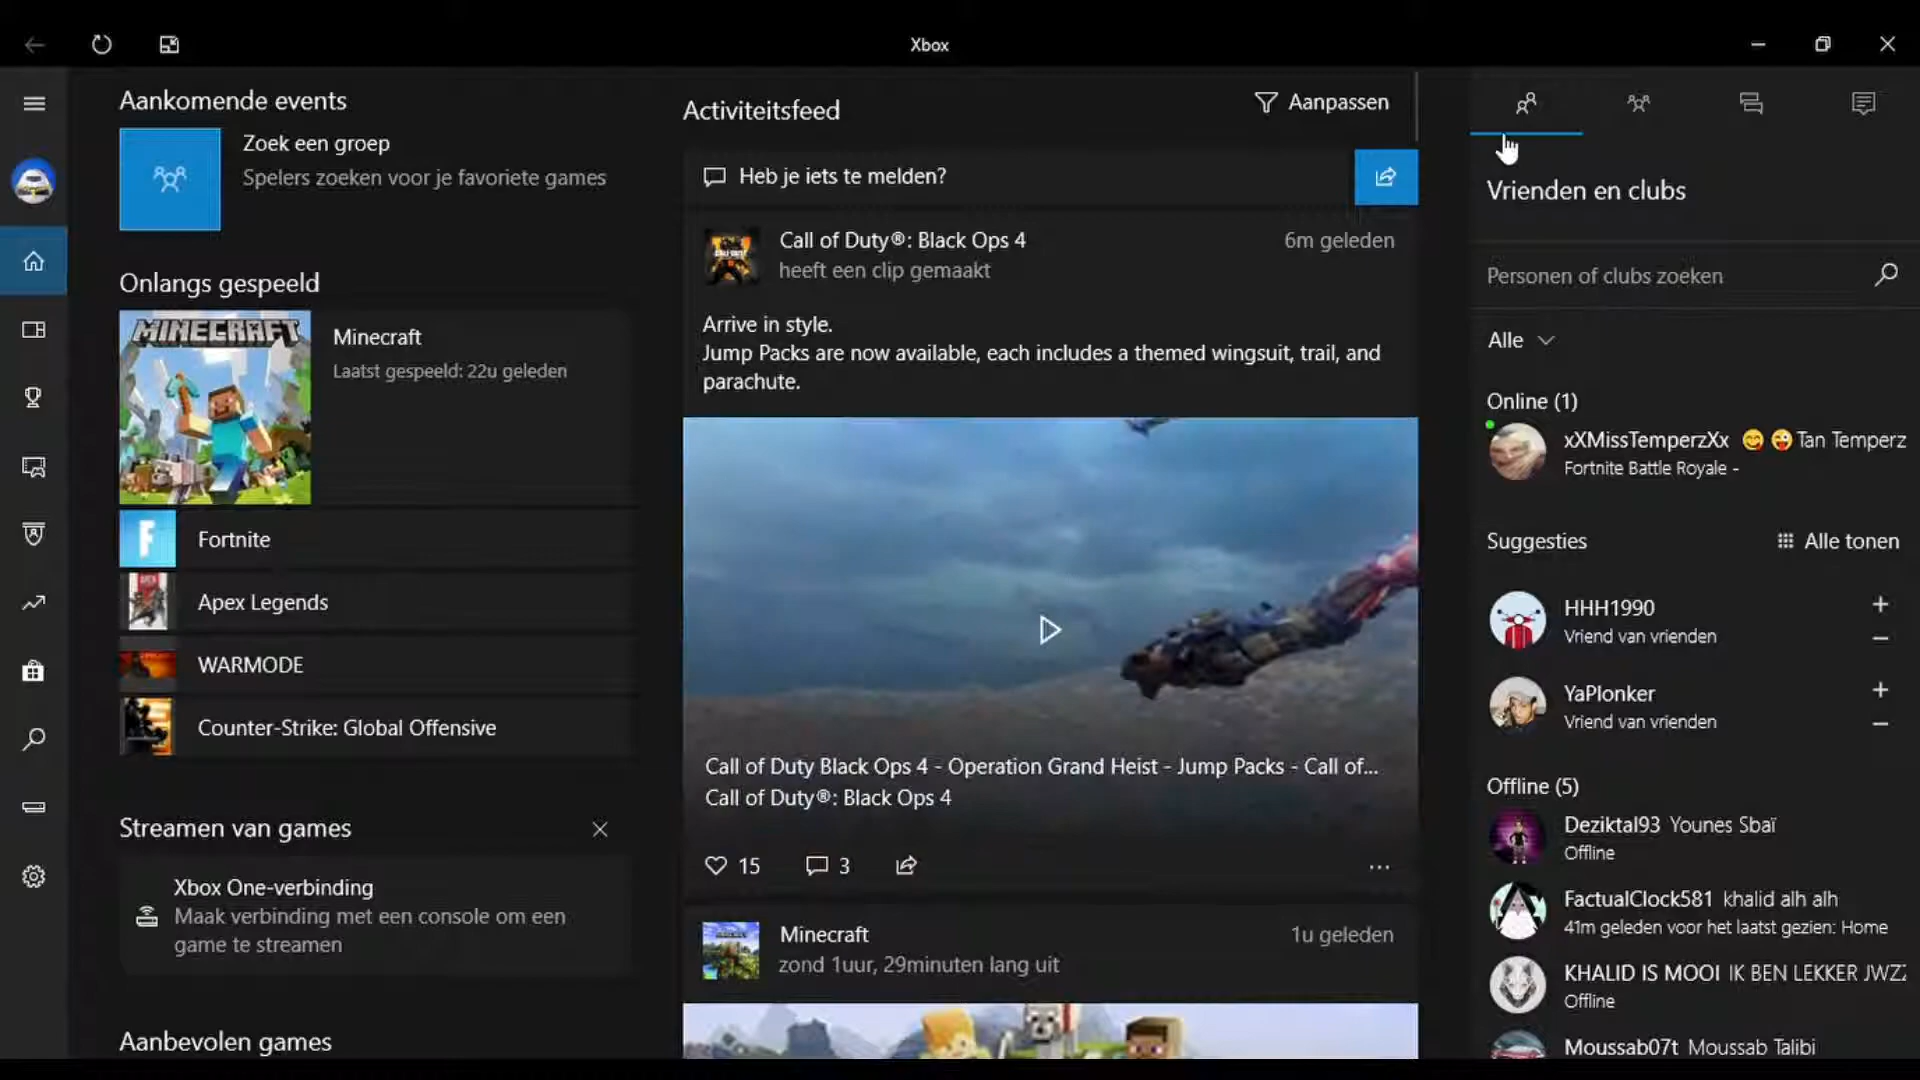 Xbox
Aankomende events
Zoek een groep
Spelers zoeken voor je favoriete games
Onlangs gespeeld
MINECRAFT
Minecraft
Laatst gespeeld: 22u geleden
Fortnite
Apex Legends
WARMODE
Counter-Strike: Global Offensive
Streamen van games
Xbox One-verbinding
Maak verbinding met een console om een
game te streamen
Aanbevolen games
Activiteitsfeed
Aanpassen
Heb je iets te melden?
Call of Duty®: Black Ops 4
6m geleden
heeft een clip gemaakt
Arrive in style.
Jump Packs are now available, each includes a themed wingsuit, trail, and
parachute.
Call of Duty Black Ops 4 - Operation Grand Heist - Jump Packs - Call of...
Call of Duty®: Black Ops 4
15
3
Minecraft
1u geleden
zond 1uur, 29minuten lang uit
Vrienden en clubs
Personen of clubs zoeken
Alle
Online (1)
xXMissTemperzXx 😋 😜 Tan Temperz
Fortnite Battle Royale -
Suggesties
Alle tonen
HHH1990
Vriend van vrienden
YaPlonker
Vriend van vrienden
Offline (5)
Deziktal93 Younes Sbaï
Offline
FactualClock581 khalid alh alh
41m geleden voor het laatst gezien: Home
KHALID IS MOOI IK BEN LEKKER JWZ
Offline
Moussab07t Moussab Talibi